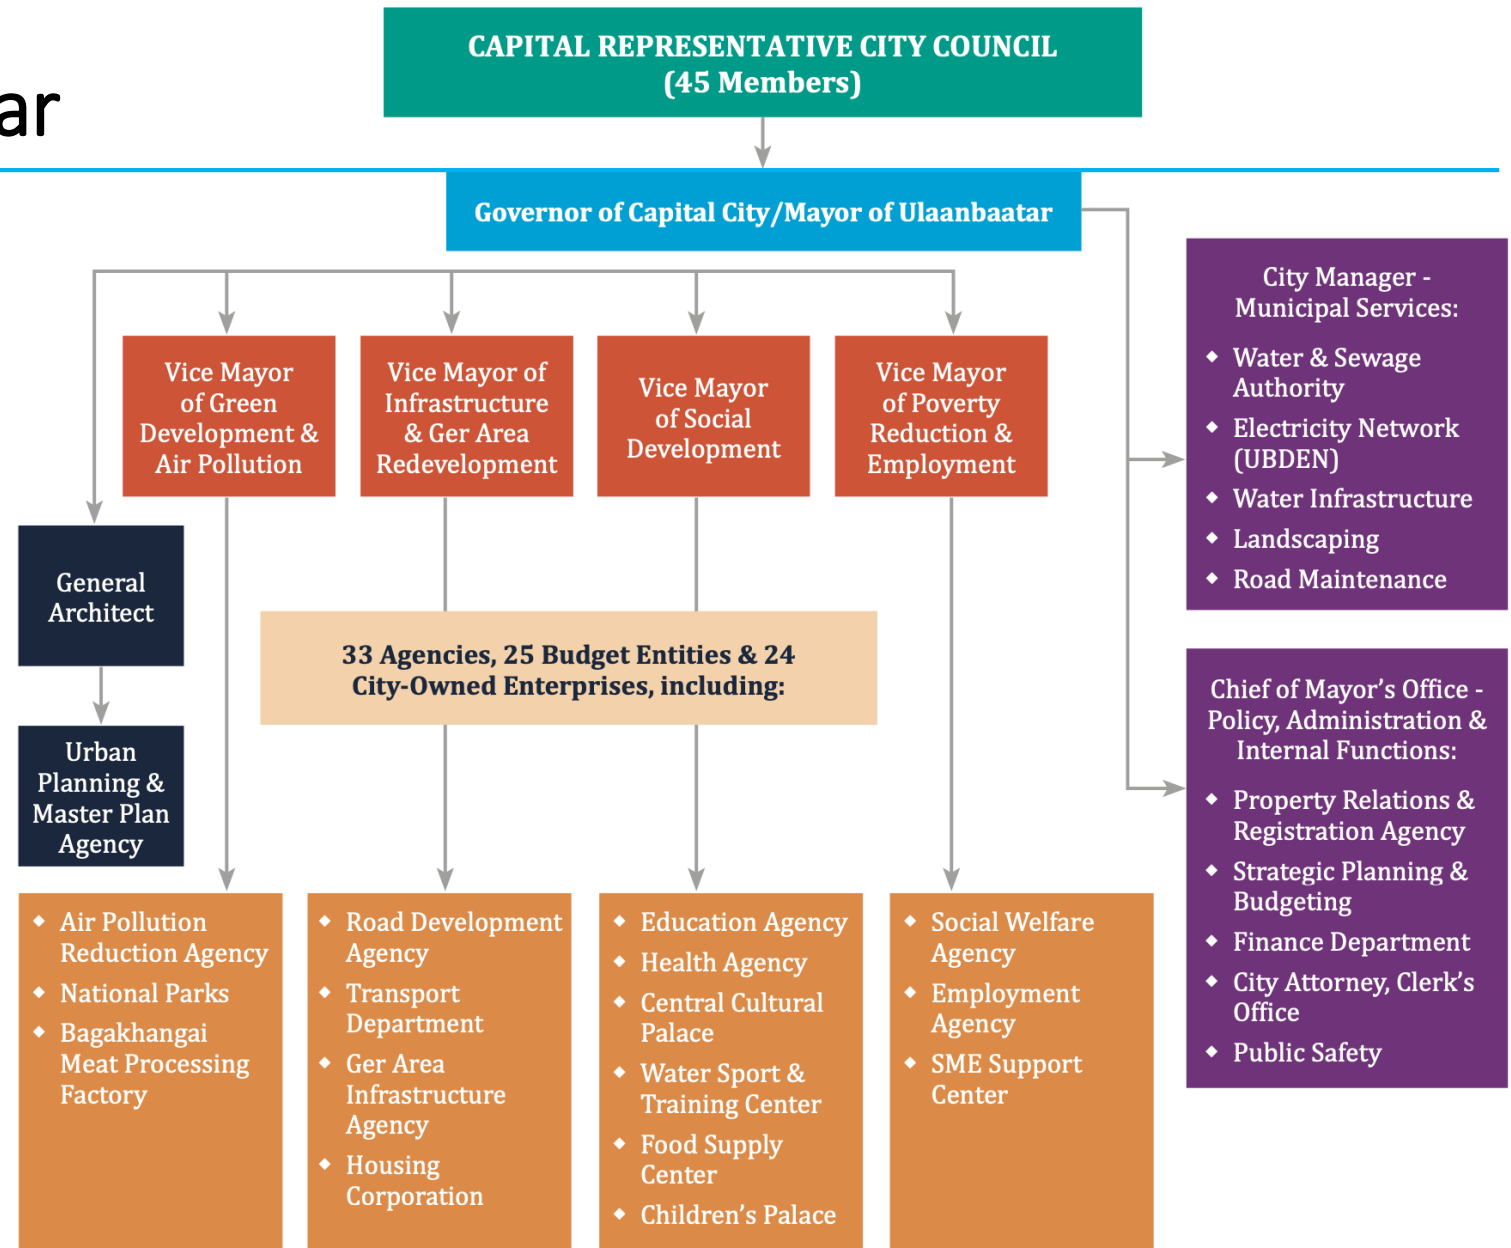 CAPITAL REPRESENTATIVE CITY COUNCIL
(45 Members)
ar
Governor of Capital City/Mayor of Ulaanbaatar
Vice Mayor
of Green
Development &
Air Pollution
Vice Mayor of
Infrastructure
& Ger Area
Redevelopment
Vice Mayor
of Social
Development
Vice Mayor
of Poverty
Reduction &
Employment
City Manager -
Municipal Services:
◆ Water & Sewage
Authority
◆ Electricity Network
(UBDEN)
◆ Water Infrastructure
◆ Landscaping
◆ Road Maintenance
General
Architect
Urban
Planning &
Master Plan
Agency
33 Agencies, 25 Budget Entities & 24
City-Owned Enterprises, including:
Chief of Mayor’s Office -
Policy, Administration &
Internal Functions:
◆ Property Relations &
Registration Agency
◆ Strategic Planning &
Budgeting
◆ Finance Department
◆ City Attorney, Clerk’s
Office
◆ Public Safety
◆ Air Pollution
Reduction Agency
◆ National Parks
◆ Bagakhangai
Meat Processing
Factory
◆ Road Development
Agency
◆ Transport
Department
◆ Ger Area
Infrastructure
Agency
◆ Housing
Corporation
◆ Education Agency
◆ Health Agency
◆ Central Cultural
Palace
◆ Water Sport &
Training Center
◆ Food Supply
Center
◆ Children’s Palace
◆ Social Welfare
Agency
◆ Employment
Agency
◆ SME Support
Center